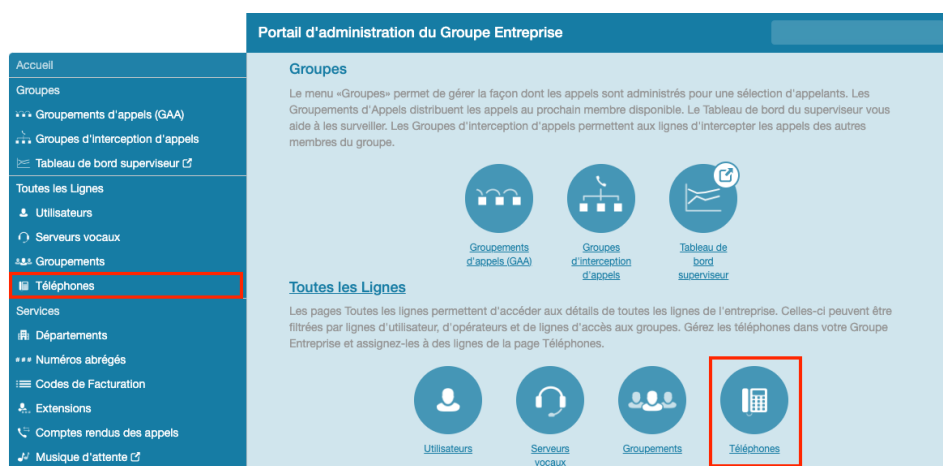 Portail d'administration du Groupe Entreprise
Accueil
Groupes
Groupements d'appels (GAA)
Groupes d'interception d'appels
Tableau de bord superviseur
Toutes les Lignes
Utilisateurs
Serveurs vocaux
Groupements
Téléphones
Services
Départements
Numéros abrégés
Codes de Facturation
Extensions
Comptes rendus des appels
Musique d'attente
Groupes
Le menu «Groupes» permet de gérer la façon dont les appels sont administrés pour une sélection d'appelants. Les
Groupements d'Appels distribuent les appels au prochain membre disponible. Le Tableau de bord du superviseur vous
aide à les surveiller. Les Groupes d'interception d'appels permettent aux lignes d'intercepter les appels des autres
membres du groupe.
Groupements
d'appels (GAA)
Groupes
d'interception
d'appels
Tableau de
bord
superviseur
Toutes les Lignes
Les pages Toutes les lignes permettent d'accéder aux détails de toutes les lignes de l'entreprise. Celles-ci peuvent être
filtrées par lignes d'utilisateur, d'opérateurs et de lignes d'accès aux groupes. Gérez les téléphones dans votre Groupe
Entreprise et assignez-les à des lignes de la page Téléphones.
Utilisateurs
Serveurs
vocaux
Groupements
Téléphones